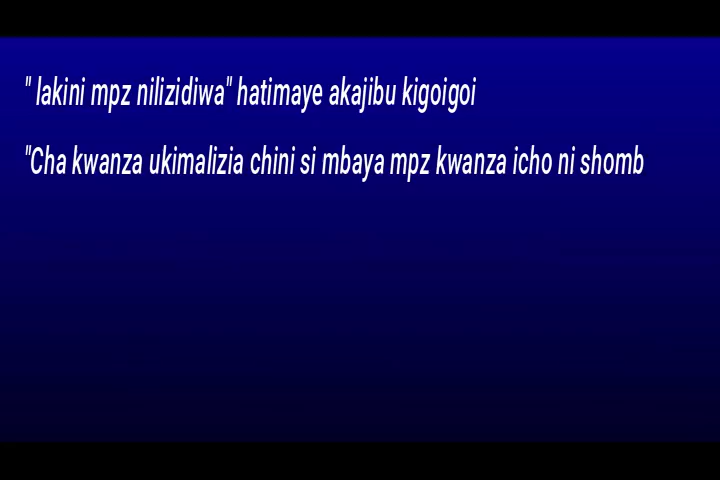 " lakini mpz nilizidiwa" hatimaye akajibu kigoigoi
"Cha kwanza ukimalizia chini si mbaya mpz kwanza icho ni shomb